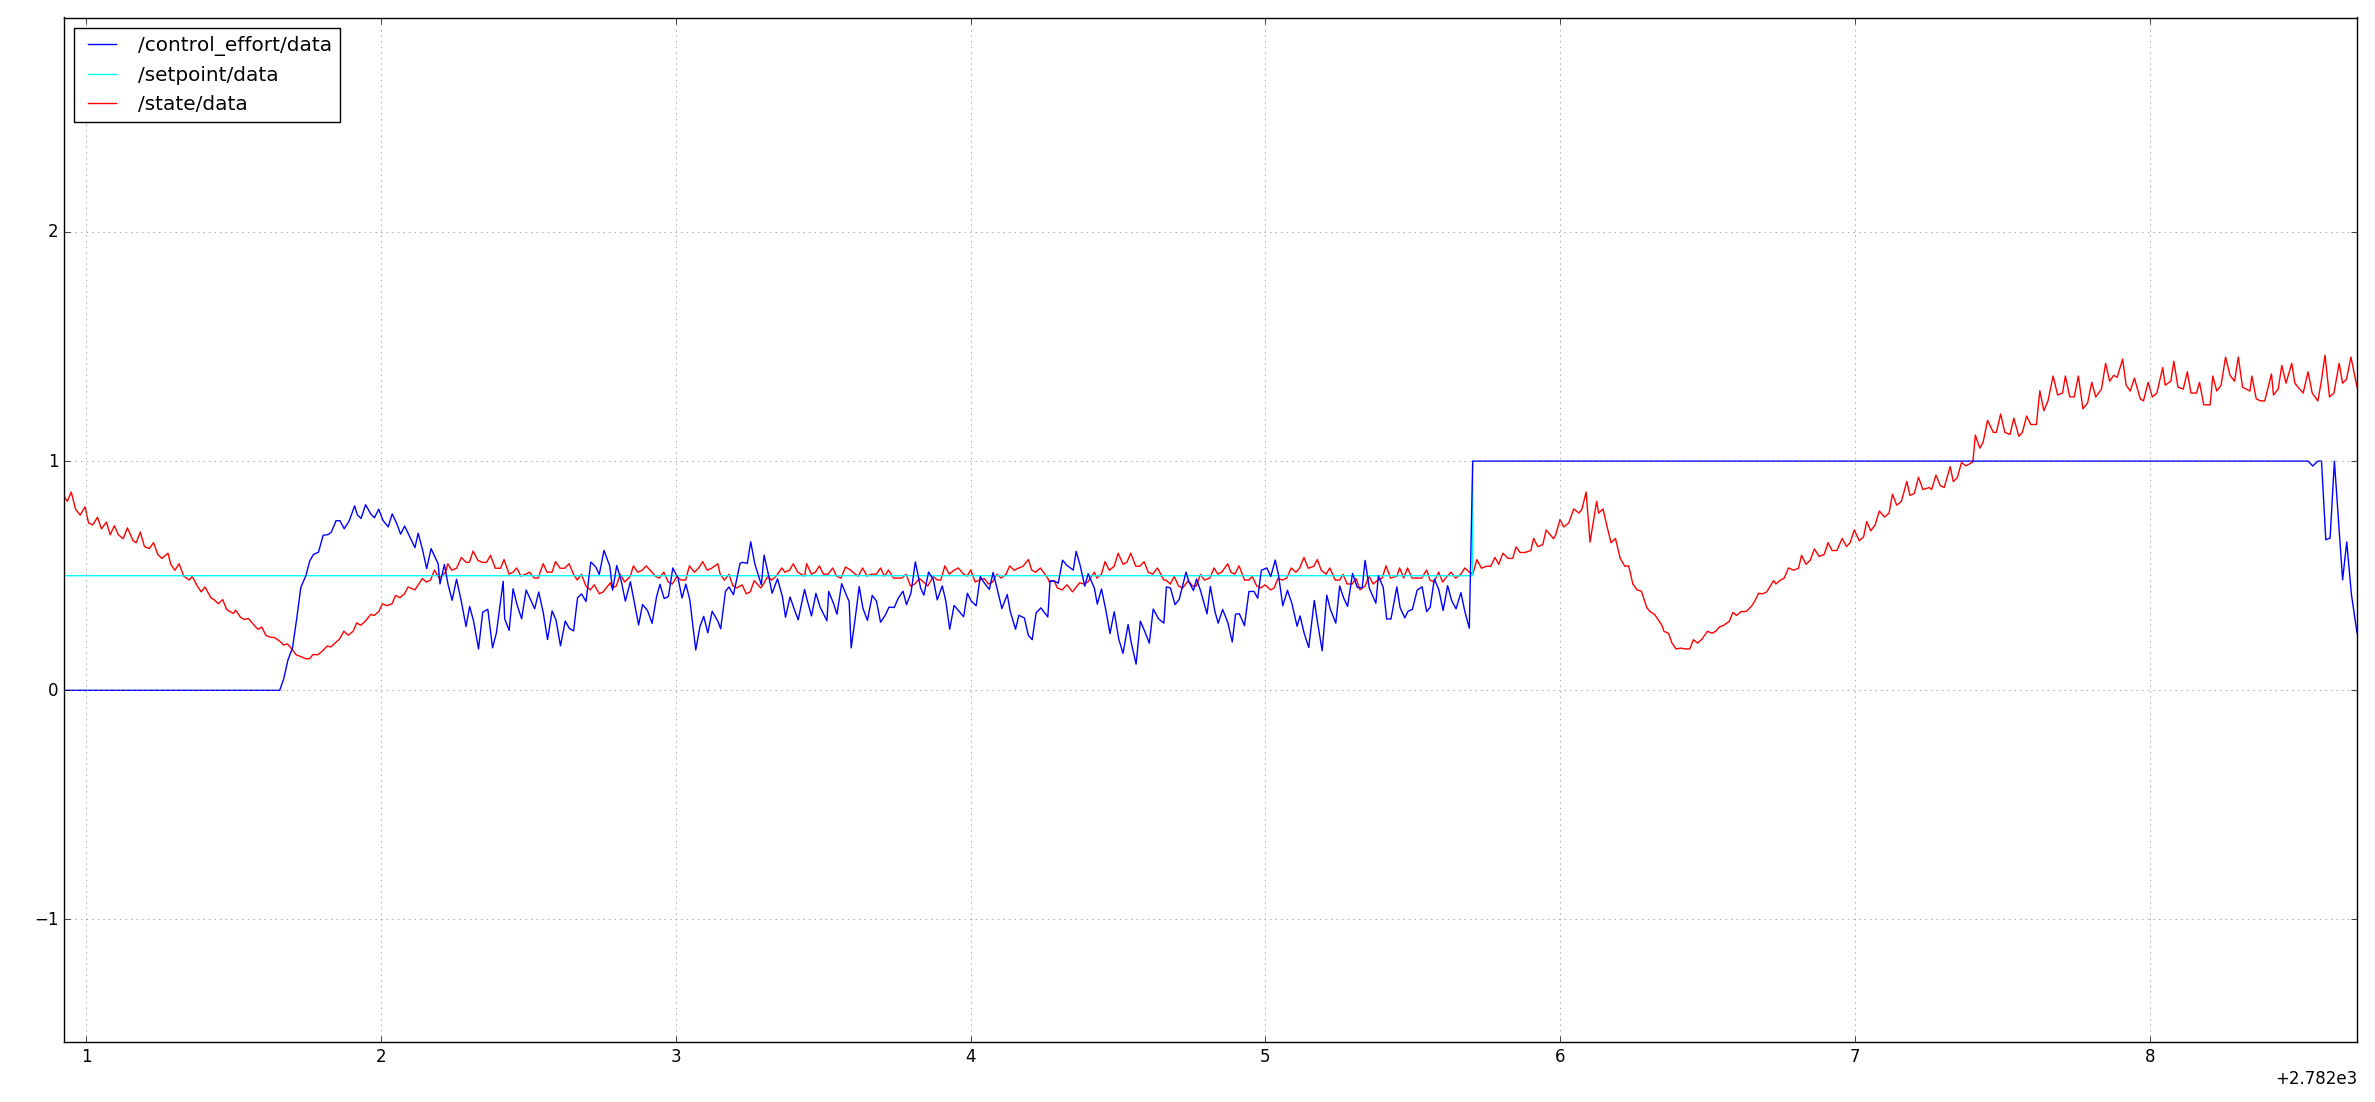 /control_effort/data
/setpoint/data
/state/data
2
1
0
−1
1 2 3 4 5 6 7 8
+2.782e3